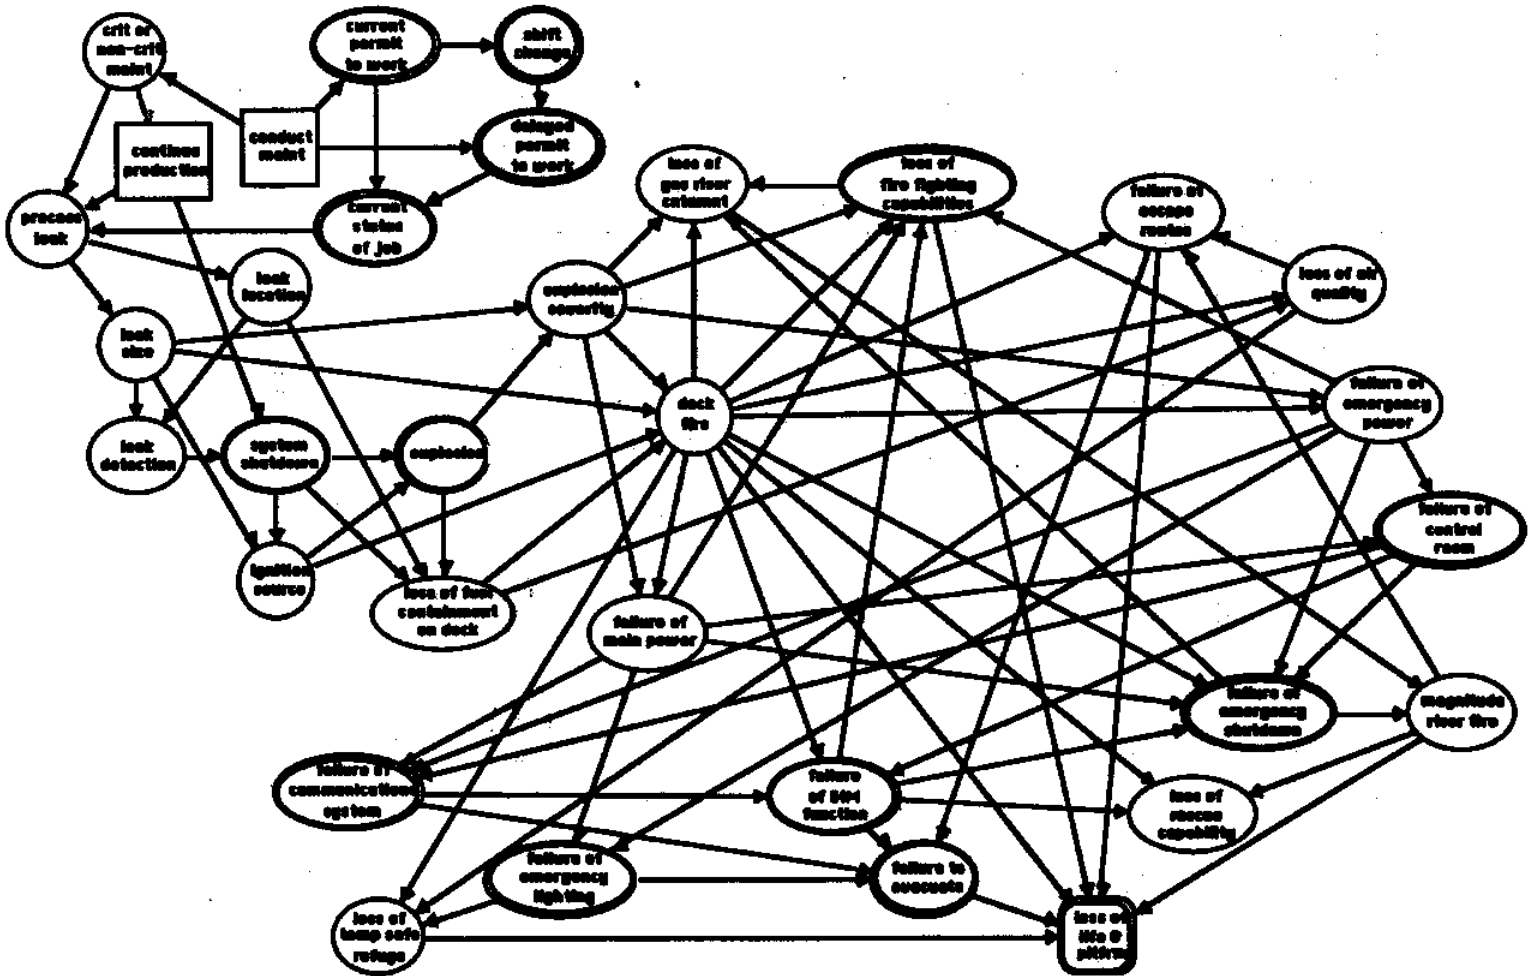 crit or
non-crit
maint
current
permit
to work
shift
change
continue
production
conduct
maint
delayed
permit
to work
process
leak
current
status
of job
leak
location
loss of
gas riser
loss of
fire fighting
capabilities
failure of
escape
routes
loss of air
quality
explosion
severity
leak
size
deck
fire
failure of
emergency
power
leak
detection
system
shutdown
explosion
failure of
control
room
ignition
source
loss of fuel
containment
on deck
failure of
main power
failure of
emergency
shutdown
magnitude
riser fire
failure of
communications
system
failure
of OIM
function
loss of
rescue
capability
failure of
emergency
lighting
failure to
evacuate
loss of
temp safe
refuge
loss of
life &
pltfrm